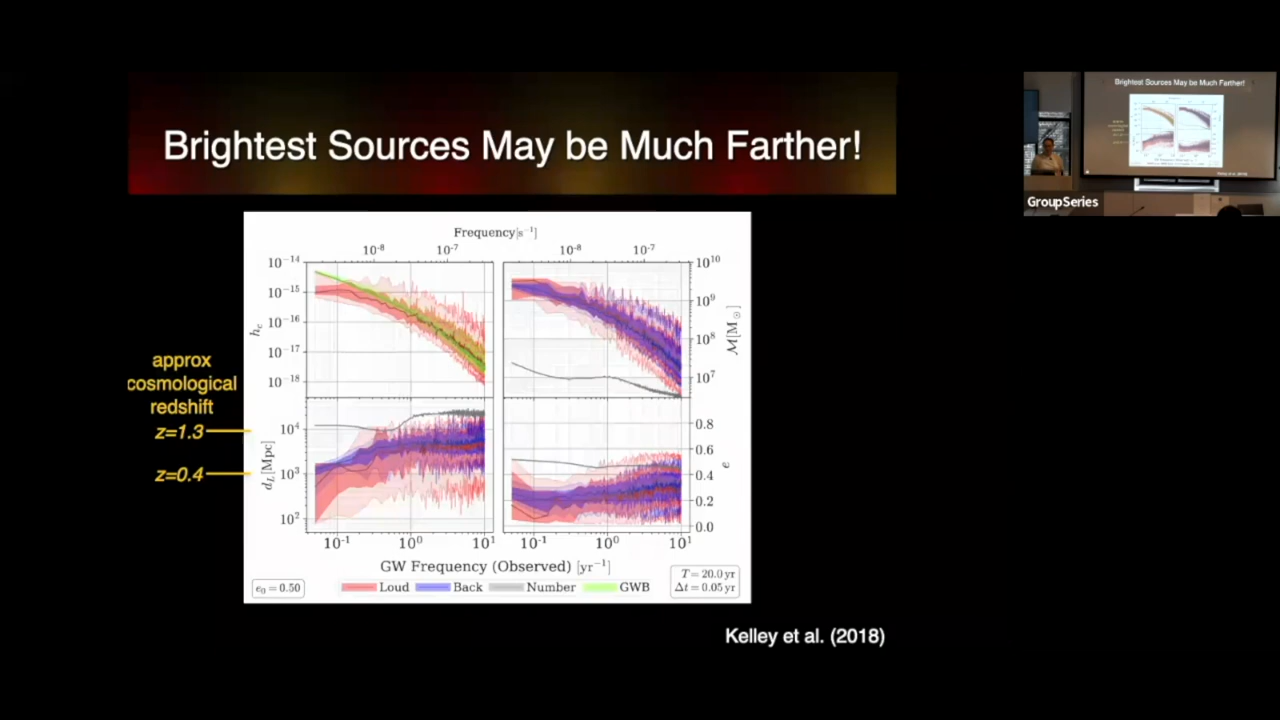 Brightest Sources May be Much Farther!
Frequency[s⁻¹]
10⁻⁸ 10⁻⁷ 10⁻⁸ 10⁻⁷
10⁻¹⁴
10⁻¹⁵
10⁻¹⁶
10⁻¹⁷
10⁻¹⁸
h_c
10¹⁰
10⁹
10⁸
10⁷
ℳ[M_⊙]
approx
cosmological
redshift
z=1.3
z=0.4
10⁴
10³
10²
d_L[Mpc]
0.8
0.6
0.4
0.2
0.0
e
10⁻¹ 10⁰ 10¹ 10⁻¹ 10⁰ 10¹
GW Frequency (Observed) [yr⁻¹]
e₀ = 0.50
Loud Back Number GWB
T = 20.0 yr
Δt = 0.05 yr
Kelley et al. (2018)
Brightest Sources May be Much Farther!
GroupSeries